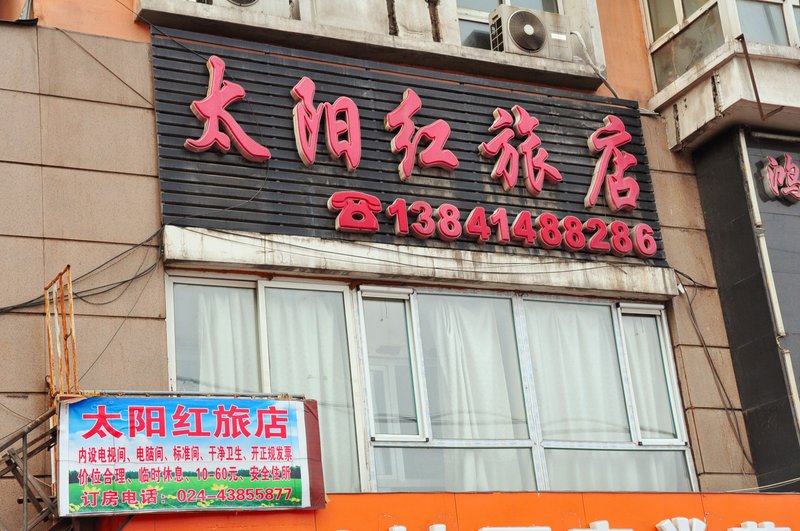 太阳红旅店
☎13841488286
鸿
太阳红旅店
内设电视间、电脑间、标准间、干净卫生、开正规发票
价位合理、临时休息、10-60元、安全住所
订房电话：024-43855877